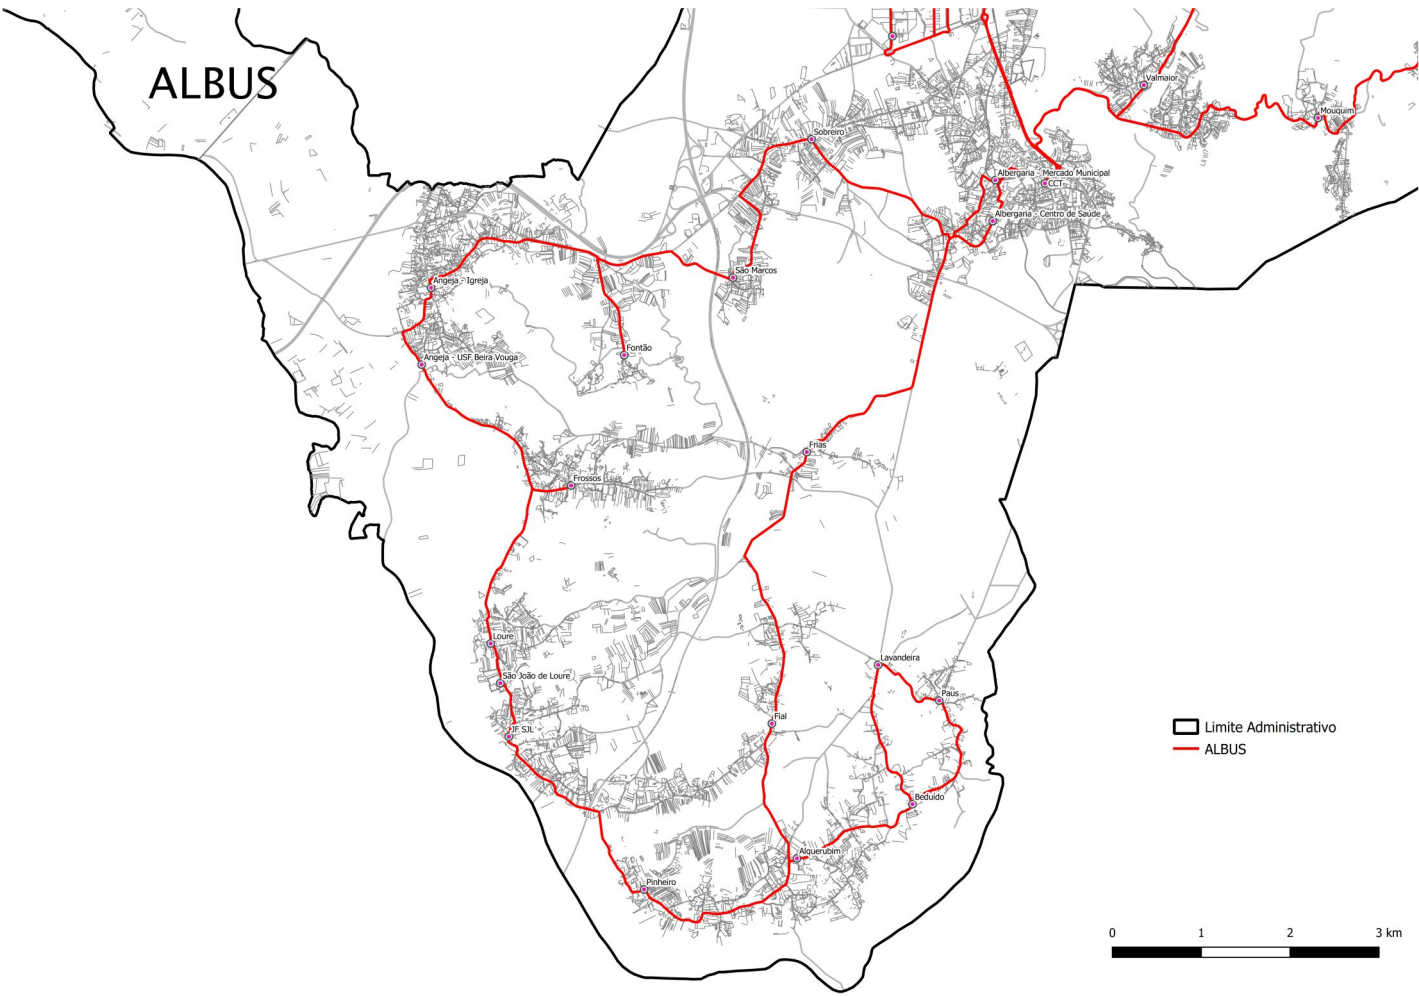 ALBUS
Valmaior
Mouquim
Sobreiro
Albergaria - Mercado Municipal
CCT
Albergaria - Centro de Saúde
São Marcos
Angeja - Igreja
Fontão
Angeja - USF Beira Vouga
Frias
Frossos
Loure
Lavandeira
São João de Loure
Paus
Fial
JF SJL
Limite Administrativo
ALBUS
Beduído
Alquerubim
Pinheiro
0 1 2 3 km